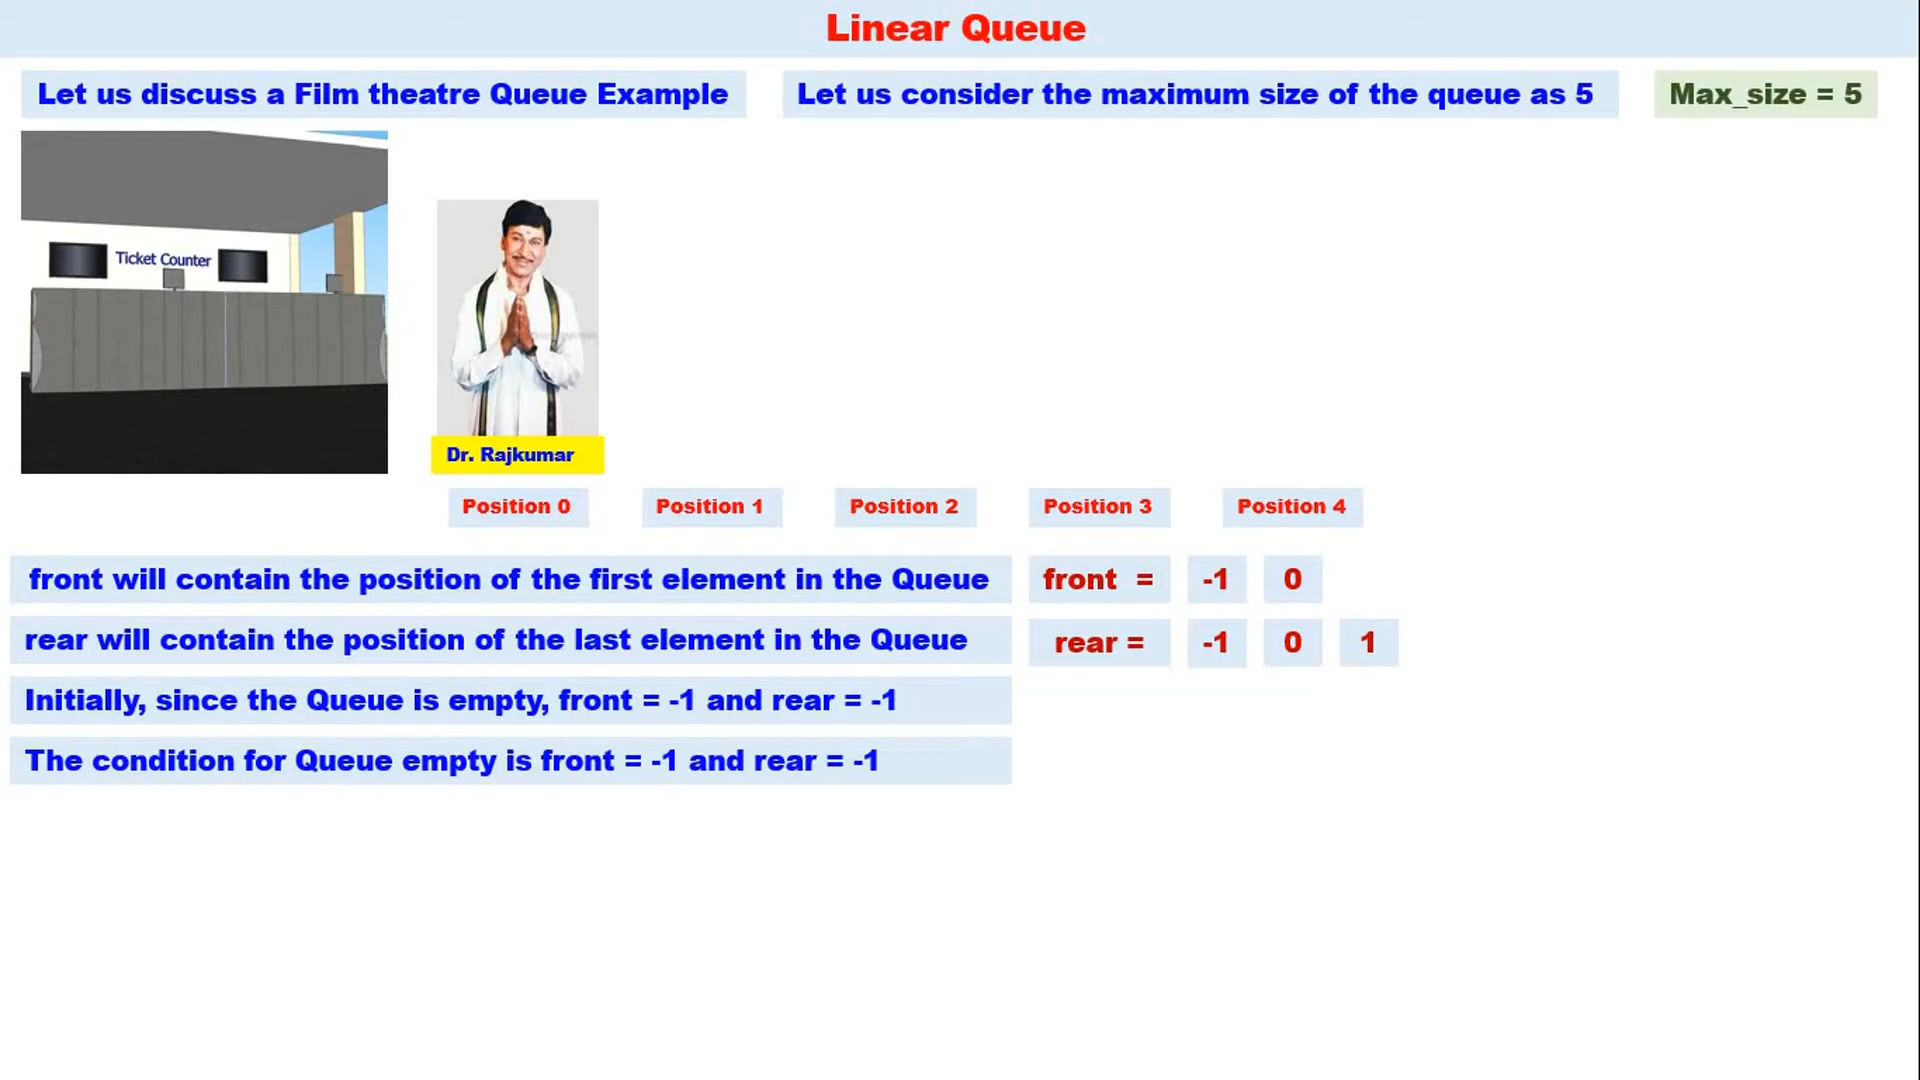 Linear Queue
Let us discuss a Film theatre Queue Example
Let us consider the maximum size of the queue as 5
Max_size = 5
Ticket Counter
Dr. Rajkumar
Position 0
Position 1
Position 2
Position 3
Position 4
front will contain the position of the first element in the Queue
front = -1 0
rear will contain the position of the last element in the Queue
rear = -1 0 1
Initially, since the Queue is empty, front = -1 and rear = -1
The condition for Queue empty is front = -1 and rear = -1